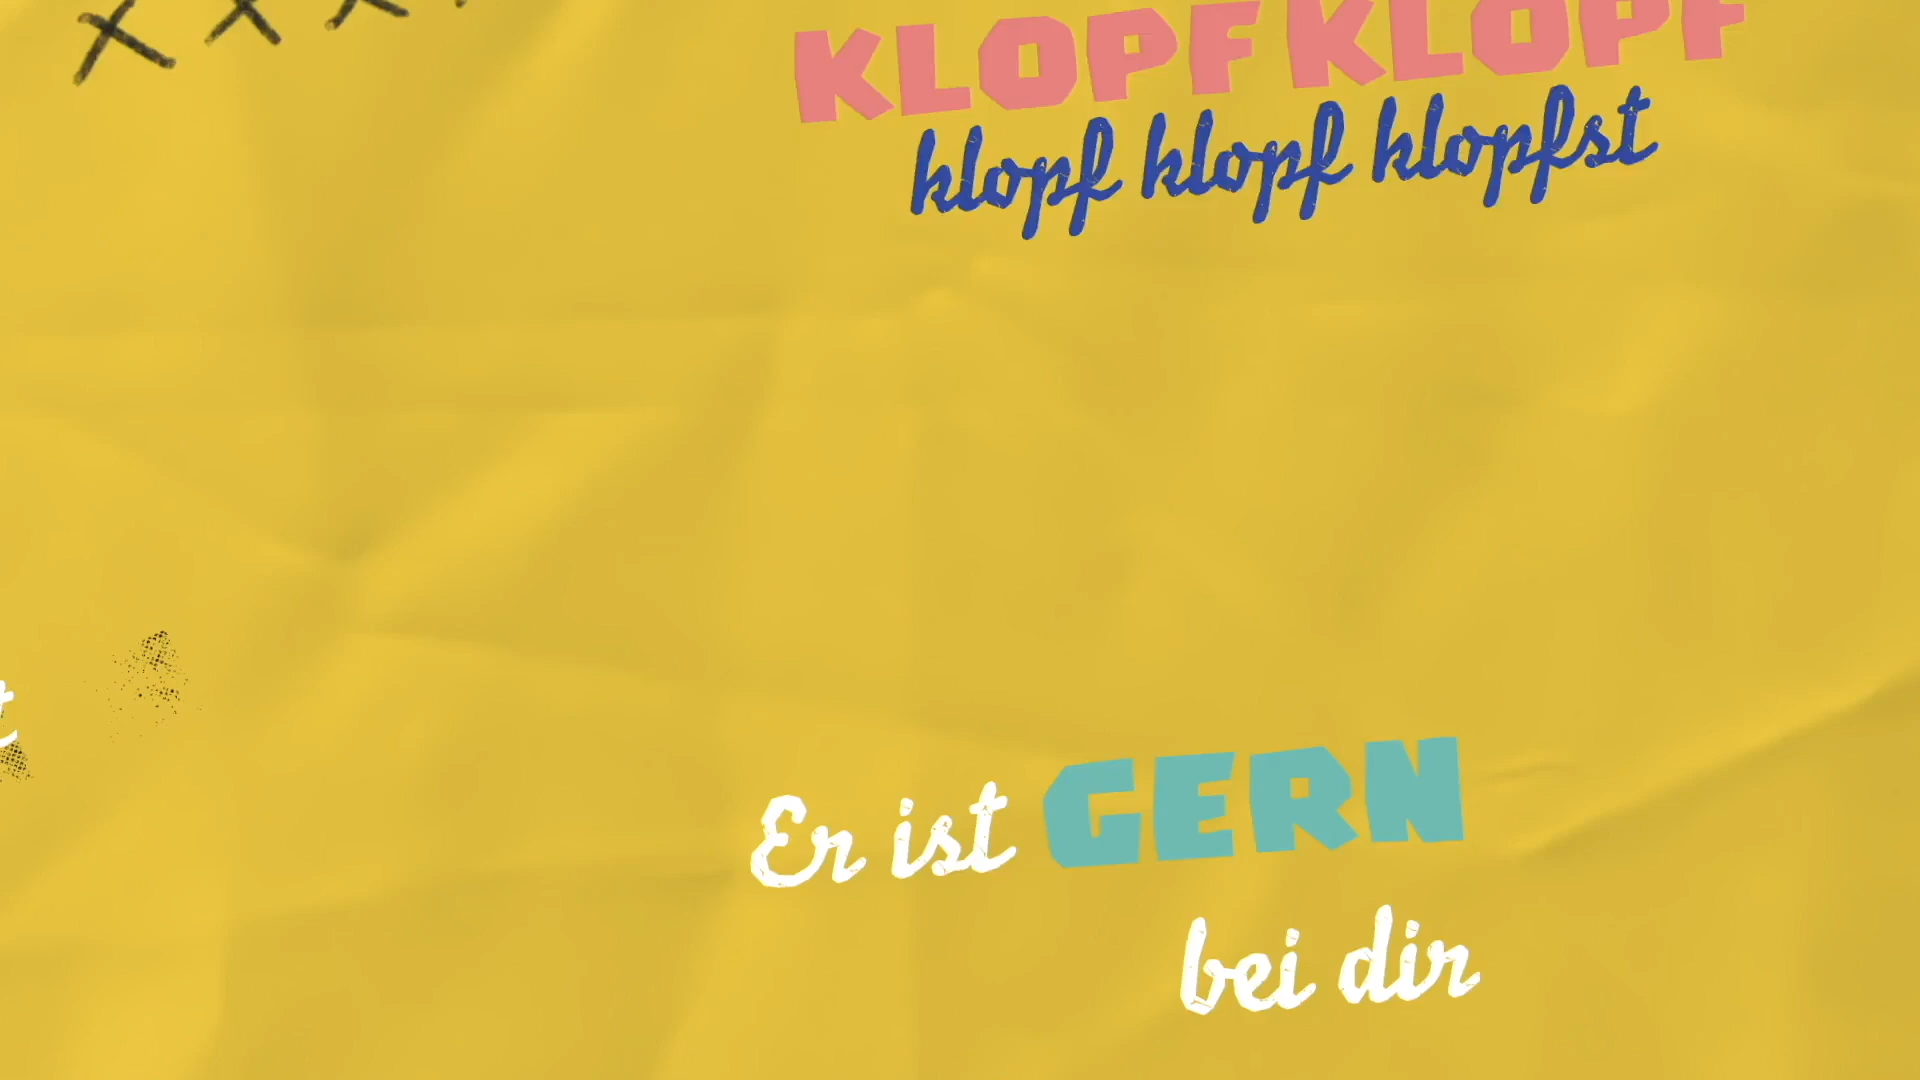 KLOPF KLOPF
klopf klopf klopfst
t
Er ist GERN
bei dir